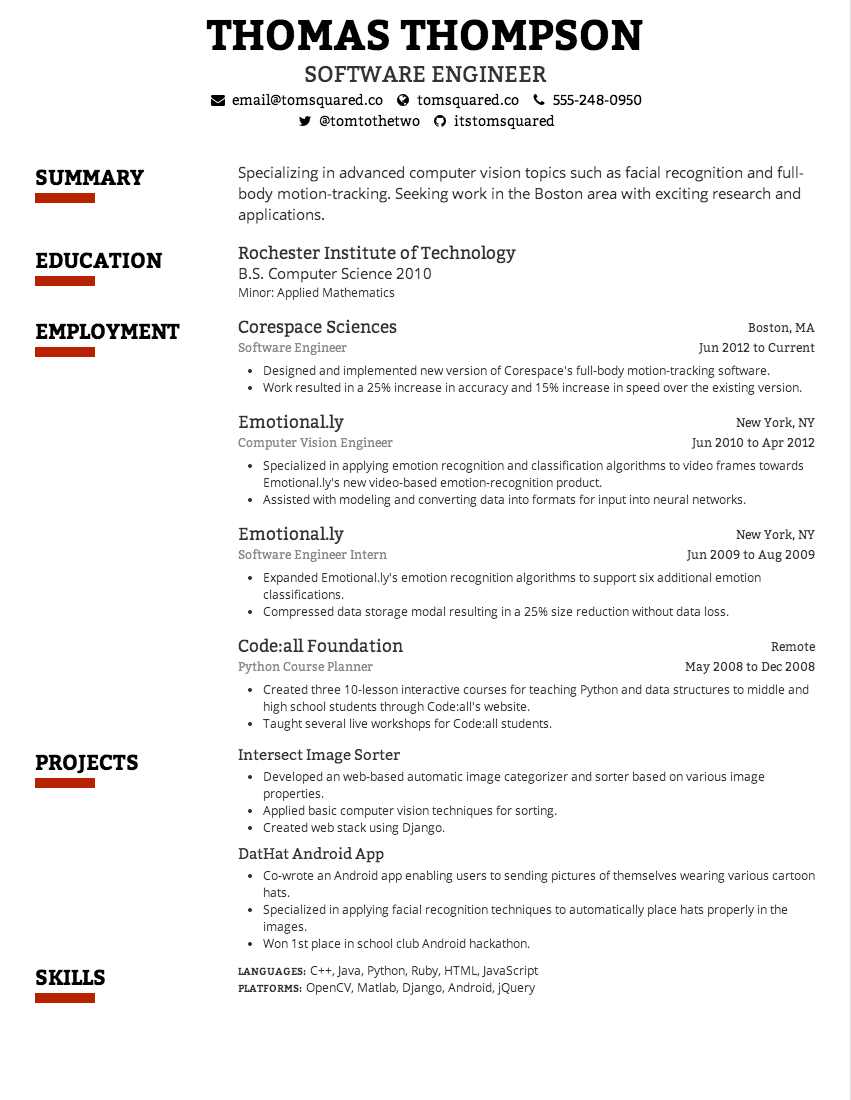 THOMAS THOMPSON
SOFTWARE ENGINEER
email@tomsquared.co tomsquared.co 555-248-0950
@tomtothetwo itstomsquared
SUMMARY
Specializing in advanced computer vision topics such as facial recognition and full-
body motion-tracking. Seeking work in the Boston area with exciting research and
applications.
EDUCATION
Rochester Institute of Technology
B.S. Computer Science 2010
Minor: Applied Mathematics
EMPLOYMENT
Corespace Sciences Boston, MA
Software Engineer Jun 2012 to Current
• Designed and implemented new version of Corespace's full-body motion-tracking software.
• Work resulted in a 25% increase in accuracy and 15% increase in speed over the existing version.
Emotional.ly New York, NY
Computer Vision Engineer Jun 2010 to Apr 2012
• Specialized in applying emotion recognition and classification algorithms to video frames towards
Emotional.ly's new video-based emotion-recognition product.
• Assisted with modeling and converting data into formats for input into neural networks.
Emotional.ly New York, NY
Software Engineer Intern Jun 2009 to Aug 2009
• Expanded Emotional.ly's emotion recognition algorithms to support six additional emotion
classifications.
• Compressed data storage modal resulting in a 25% size reduction without data loss.
Code:all Foundation Remote
Python Course Planner May 2008 to Dec 2008
• Created three 10-lesson interactive courses for teaching Python and data structures to middle and
high school students through Code:all's website.
• Taught several live workshops for Code:all students.
PROJECTS
Intersect Image Sorter
• Developed an web-based automatic image categorizer and sorter based on various image
properties.
• Applied basic computer vision techniques for sorting.
• Created web stack using Django.
DatHat Android App
• Co-wrote an Android app enabling users to sending pictures of themselves wearing various cartoon
hats.
• Specialized in applying facial recognition techniques to automatically place hats properly in the
images.
• Won 1st place in school club Android hackathon.
SKILLS
LANGUAGES: C++, Java, Python, Ruby, HTML, JavaScript
PLATFORMS: OpenCV, Matlab, Django, Android, jQuery